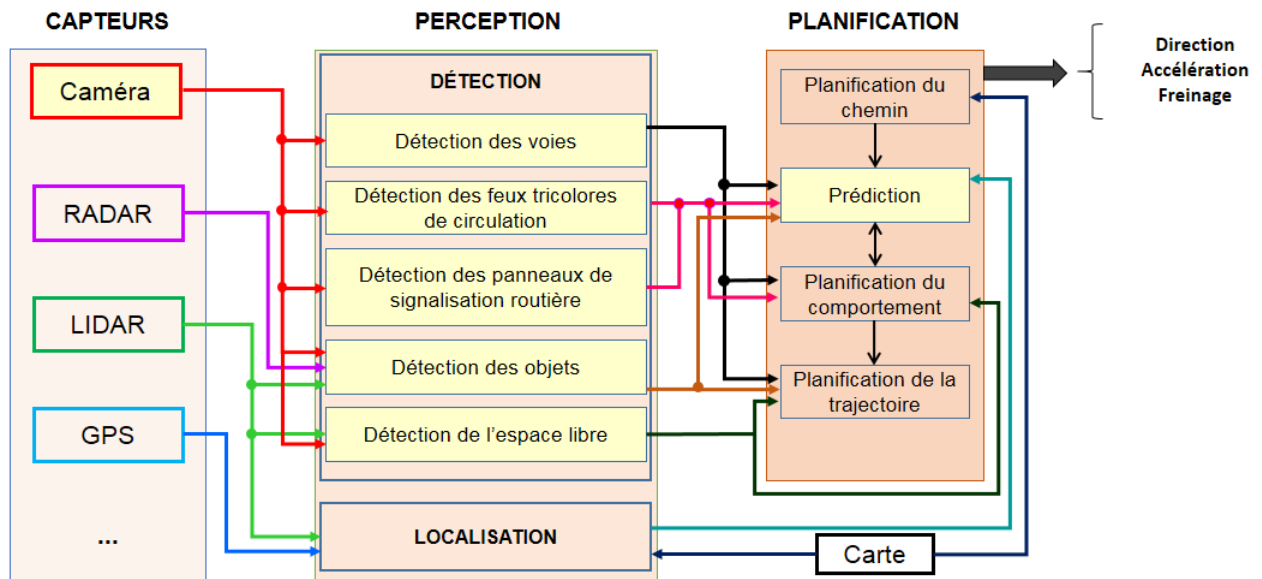 CAPTEURS
Caméra
RADAR
LIDAR
GPS
...
PERCEPTION
DÉTECTION
Détection des voies
Détection des feux tricolores
de circulation
Détection des panneaux de
signalisation routière
Détection des objets
Détection de l'espace libre
LOCALISATION
PLANIFICATION
Planification du
chemin
Prédiction
Planification du
comportement
Planification de la
trajectoire
Carte
Direction
Accélération
Freinage